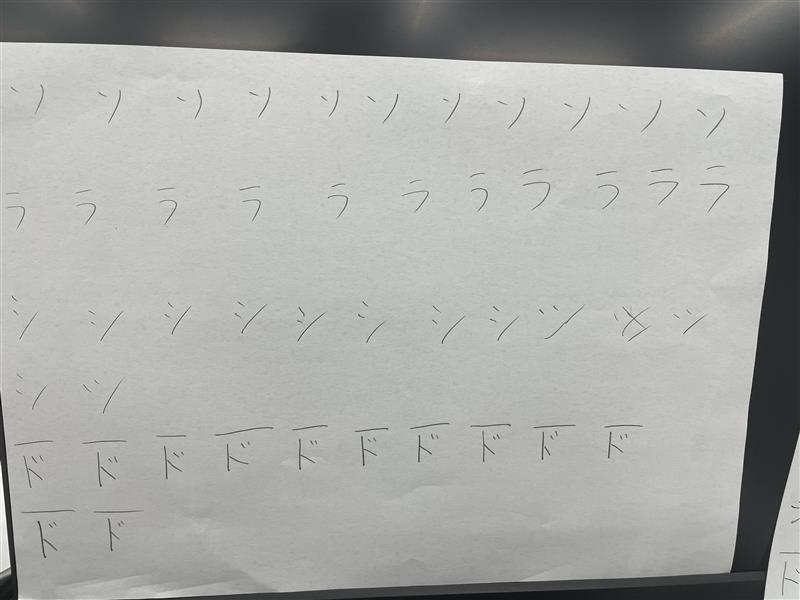 ソ ソ ソ ソ ソ ソ ソ ソ ソ ソ ソ
ラ ラ ラ ラ ラ ラ ラ ラ ラ ラ ラ
シ シ シ シ シ シ シ シ ツ ツ
シ ツ
ド ド ド ド ド ド ド ド ド ド
ド ド